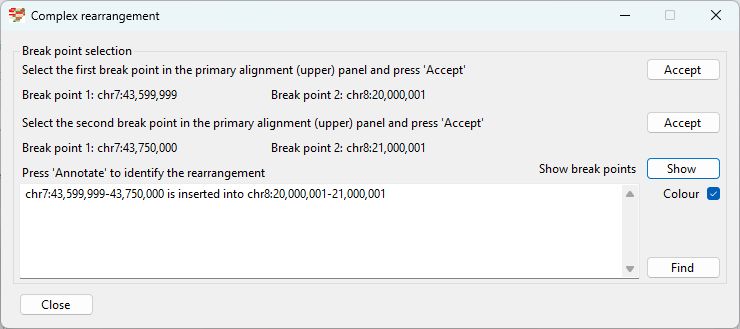 Complex rearrangement
Break point selection
Select the first break point in the primary alignment (upper) panel and press 'Accept'
Accept
Break point 1: chr7:43,599,999 Break point 2: chr8:20,000,001
Select the second break point in the primary alignment (upper) panel and press 'Accept'
Accept
Break point 1: chr7:43,750,000 Break point 2: chr8:21,000,001
Press 'Annotate' to identify the rearrangement
Show break points
Show
chr7:43,599,999-43,750,000 is inserted into chr8:20,000,001-21,000,001
Colour
Find
Close